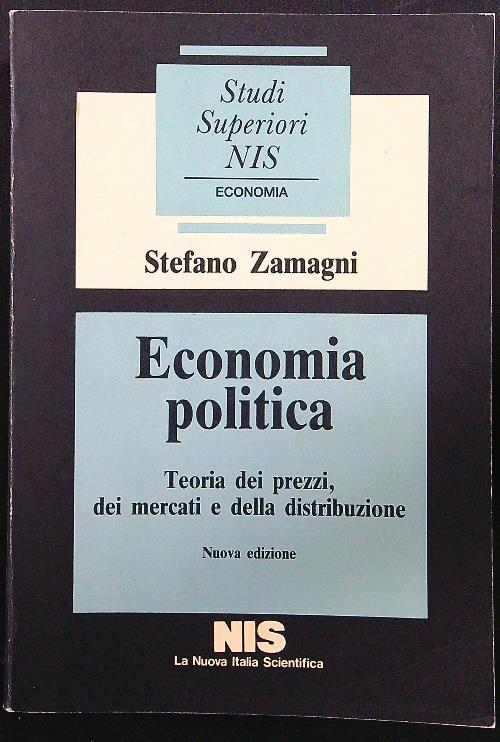 Studi
Superiori
NIS
ECONOMIA
Stefano Zamagni
Economia
politica
Teoria dei prezzi,
dei mercati e della distribuzione
Nuova edizione
NIS
La Nuova Italia Scientifica